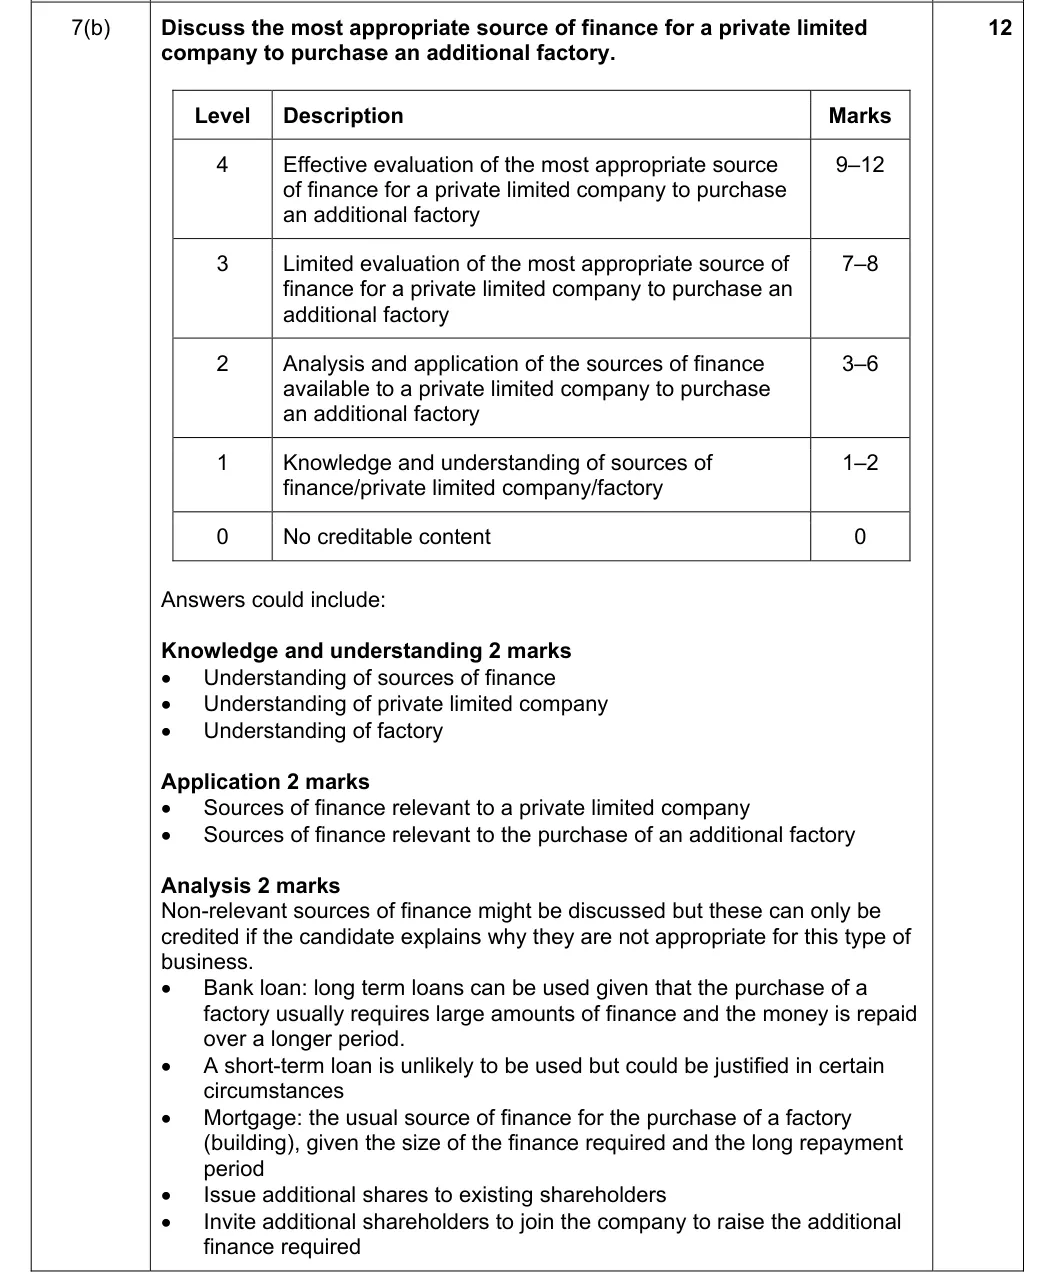 7(b)
Discuss the most appropriate source of finance for a private limited
company to purchase an additional factory.
12
Level Description Marks
4 Effective evaluation of the most appropriate source 9–12
of finance for a private limited company to purchase
an additional factory
3 Limited evaluation of the most appropriate source of 7–8
finance for a private limited company to purchase an
additional factory
2 Analysis and application of the sources of finance 3–6
available to a private limited company to purchase
an additional factory
1 Knowledge and understanding of sources of 1–2
finance/private limited company/factory
0 No creditable content 0
Answers could include:
Knowledge and understanding 2 marks
• Understanding of sources of finance
• Understanding of private limited company
• Understanding of factory
Application 2 marks
• Sources of finance relevant to a private limited company
• Sources of finance relevant to the purchase of an additional factory
Analysis 2 marks
Non-relevant sources of finance might be discussed but these can only be
credited if the candidate explains why they are not appropriate for this type of
business.
• Bank loan: long term loans can be used given that the purchase of a
factory usually requires large amounts of finance and the money is repaid
over a longer period.
• A short-term loan is unlikely to be used but could be justified in certain
circumstances
• Mortgage: the usual source of finance for the purchase of a factory
(building), given the size of the finance required and the long repayment
period
• Issue additional shares to existing shareholders
• Invite additional shareholders to join the company to raise the additional
finance required